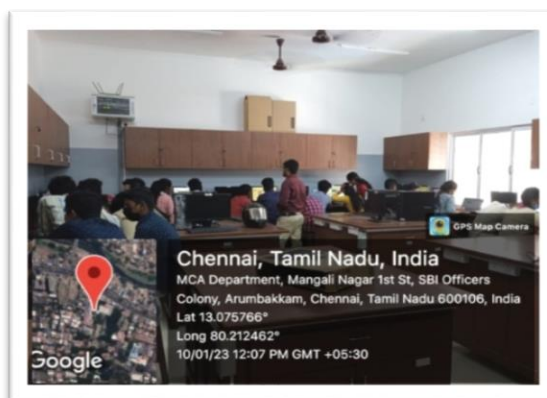 GPS Map Camera
Chennai, Tamil Nadu, India
MCA Department, Mangali Nagar 1st St, SBI Officers
Colony, Arumbakkam, Chennai, Tamil Nadu 600106, India
Lat 13.075766°
Long 80.212462°
10/01/23 12:07 PM GMT +05:30
Google